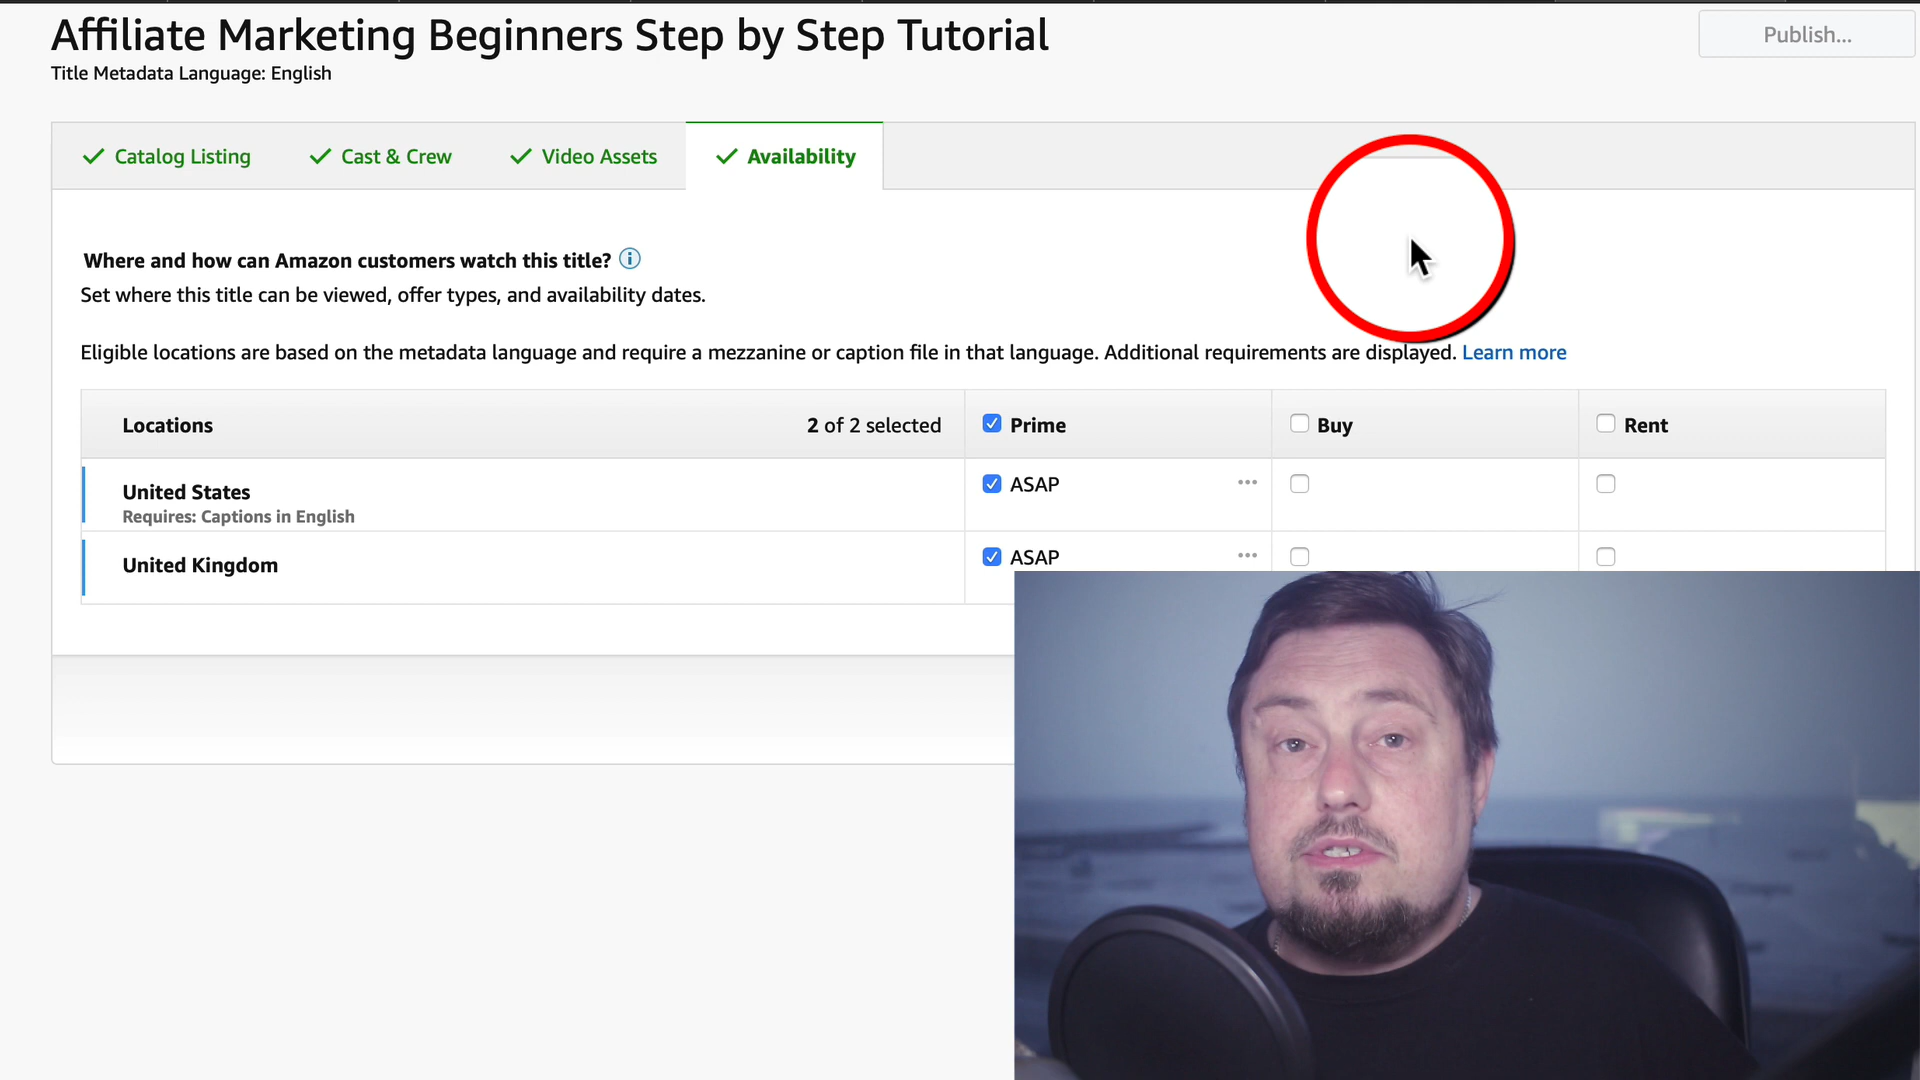 Affiliate Marketing Beginners Step by Step Tutorial
Publish...
Title Metadata Language: English
Catalog Listing
Cast & Crew
Video Assets
Availability
Where and how can Amazon customers watch this title?
Set where this title can be viewed, offer types, and availability dates.
Eligible locations are based on the metadata language and require a mezzanine or caption file in that language. Additional requirements are displayed. Learn more
Locations
2 of 2 selected
Prime
Buy
Rent
United States
ASAP
Requires: Captions in English
United Kingdom
ASAP